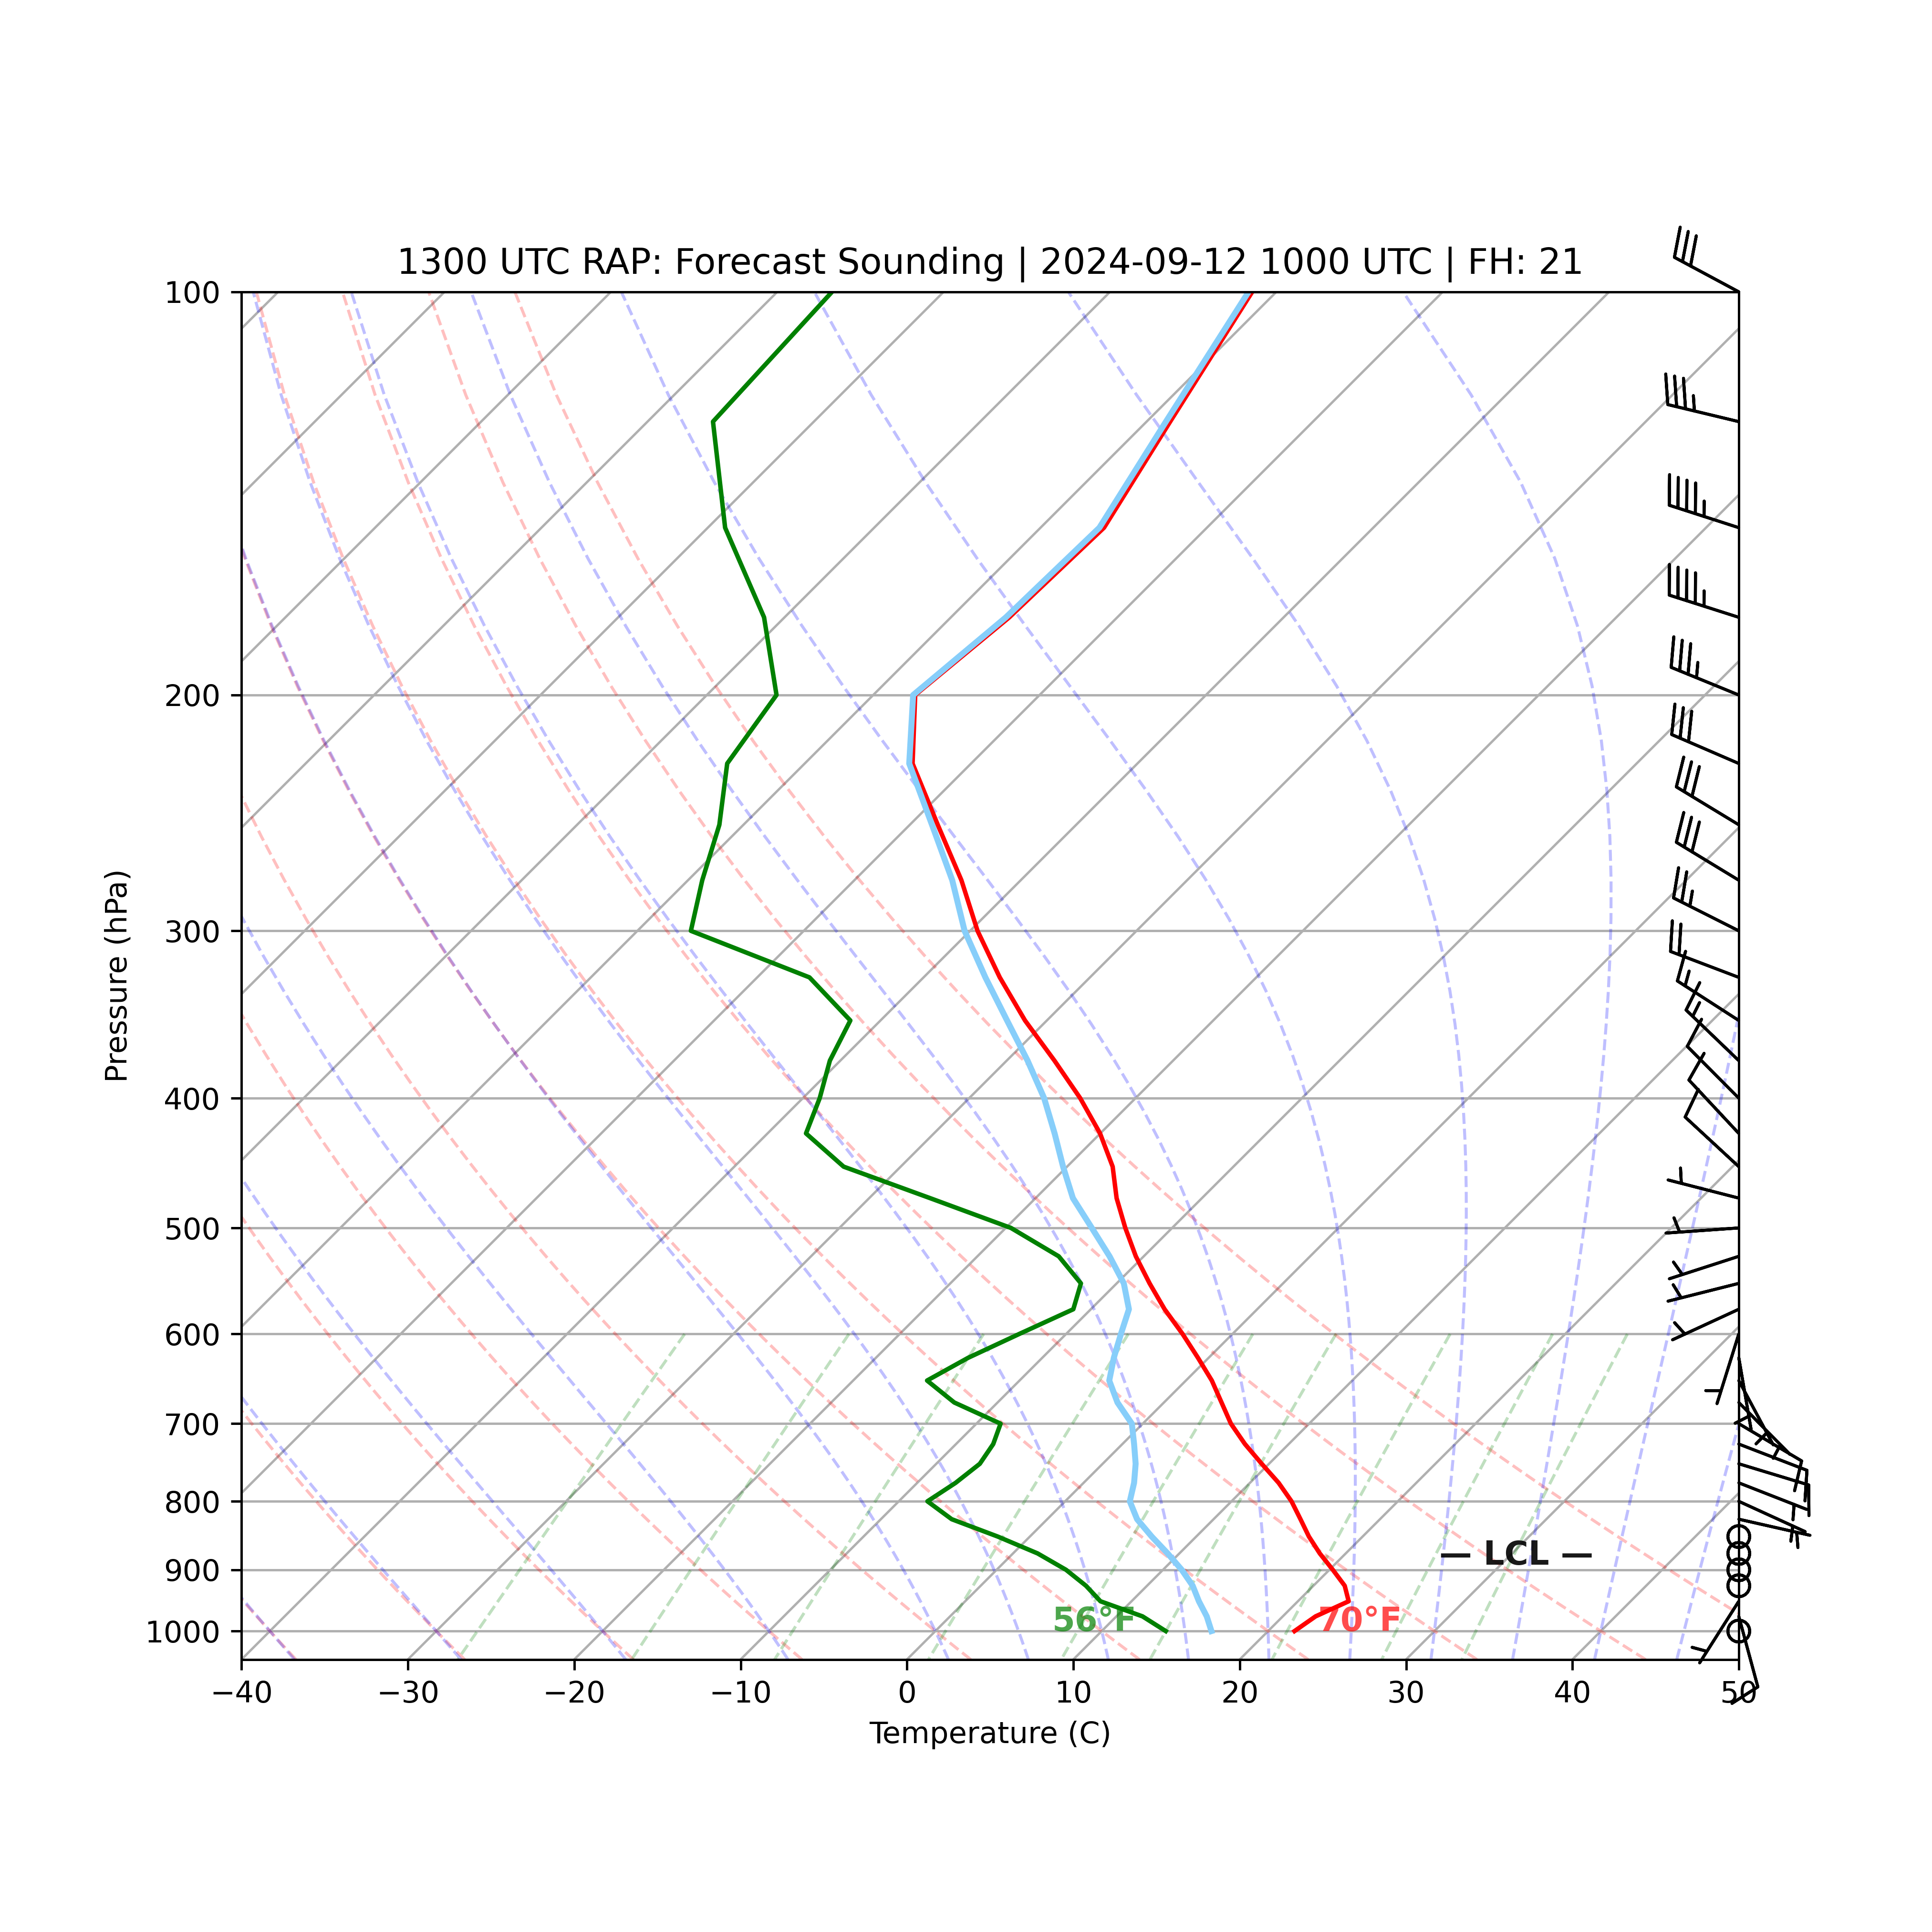 1300 UTC RAP: Forecast Sounding | 2024-09-12 1000 UTC | FH: 21
100
200
300
400
500
600
700
800
900
1000
Pressure (hPa)
— LCL —
56°F
70°F
−40 −30 −20 −10 0 10 20 30 40 50
Temperature (C)